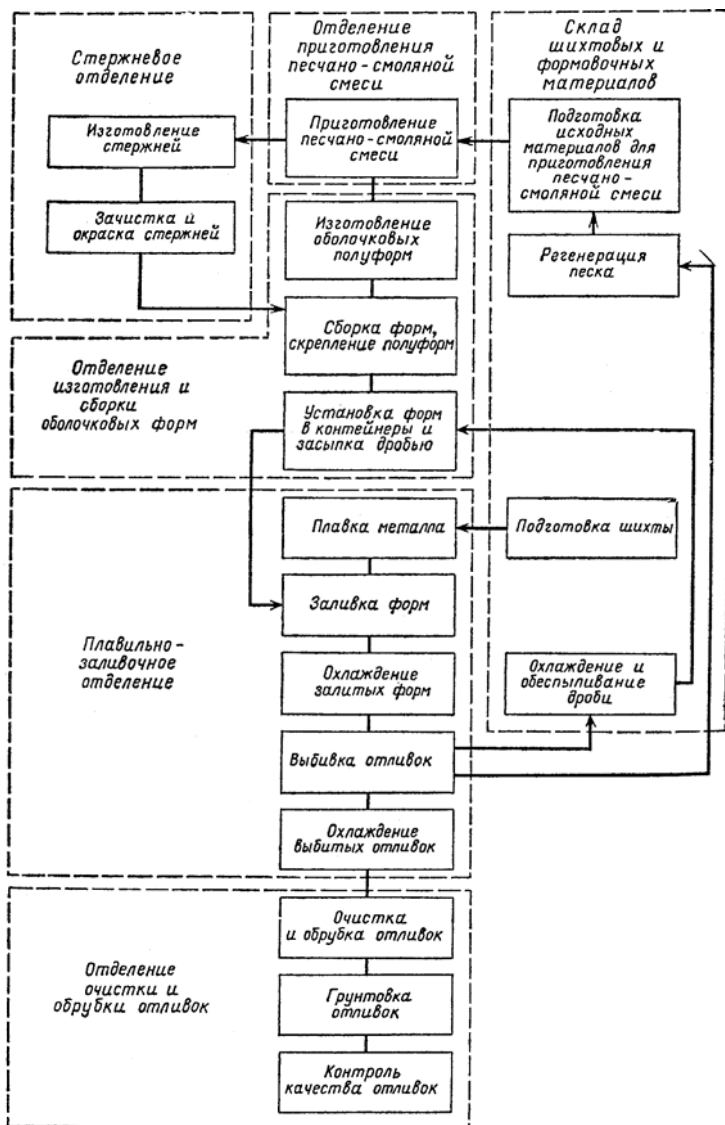 Стержневое
отделение
Изготовление
стержней
Зачистка и
окраска стержней
Отделение
приготовления
песчано-смоляной
смеси
Приготовление
песчано-смоляной
смеси
Склад
шихтовых и
формовочных
материалов
Подготовка
исходных
материалов для
приготовления
песчано-
смоляной смеси
Регенерация
песка
Отделение
изготовления и
сборки
оболочковых форм
Изготовление
оболочковых
полуформ
Сборка форм,
скрепление полуформ
Установка форм
в контейнеры и
засыпка дробью
Плавильно-
заливочное
отделение
Плавка металла
Подготовка шихты
Заливка форм
Охлаждение
залитых форм
Охлаждение и
обеспыливание
дроби
Выбивка отливок
Охлаждение
выбитых отливок
Отделение
очистки и
обрубки отливок
Очистка
и обрубка отливок
Грунтовка
отливок
Контроль
качества отливок